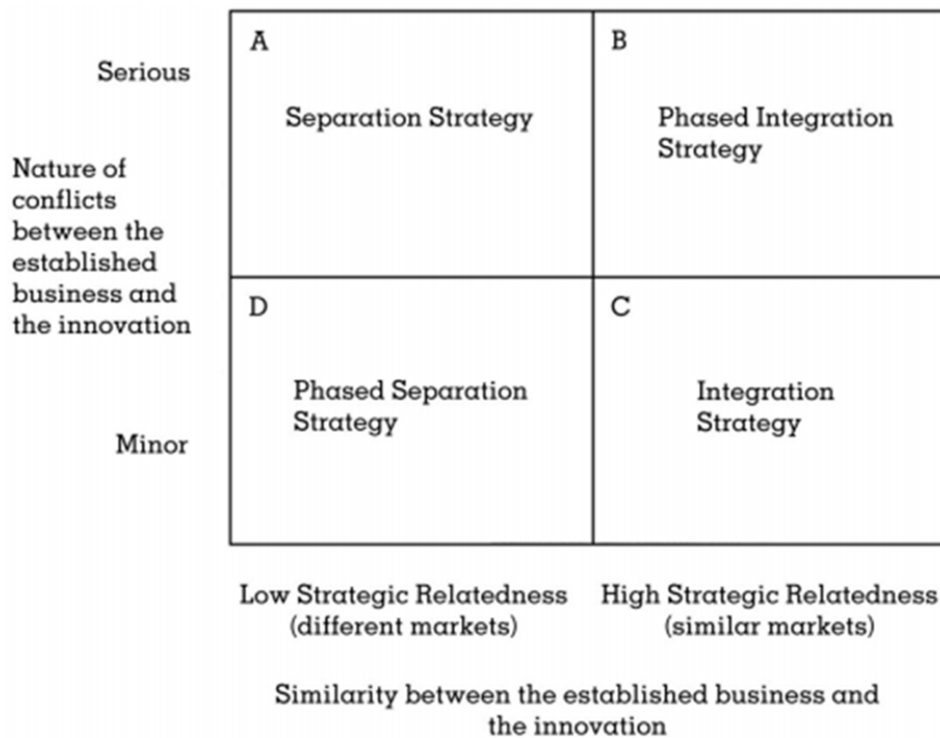 A
B
Serious
Separation Strategy
Phased Integration
Strategy
Nature of
conflicts
between the
established
business and
the innovation
D
C
Phased Separation
Strategy
Integration
Strategy
Minor
Low Strategic Relatedness
(different markets)
High Strategic Relatedness
(similar markets)
Similarity between the established business and
the innovation